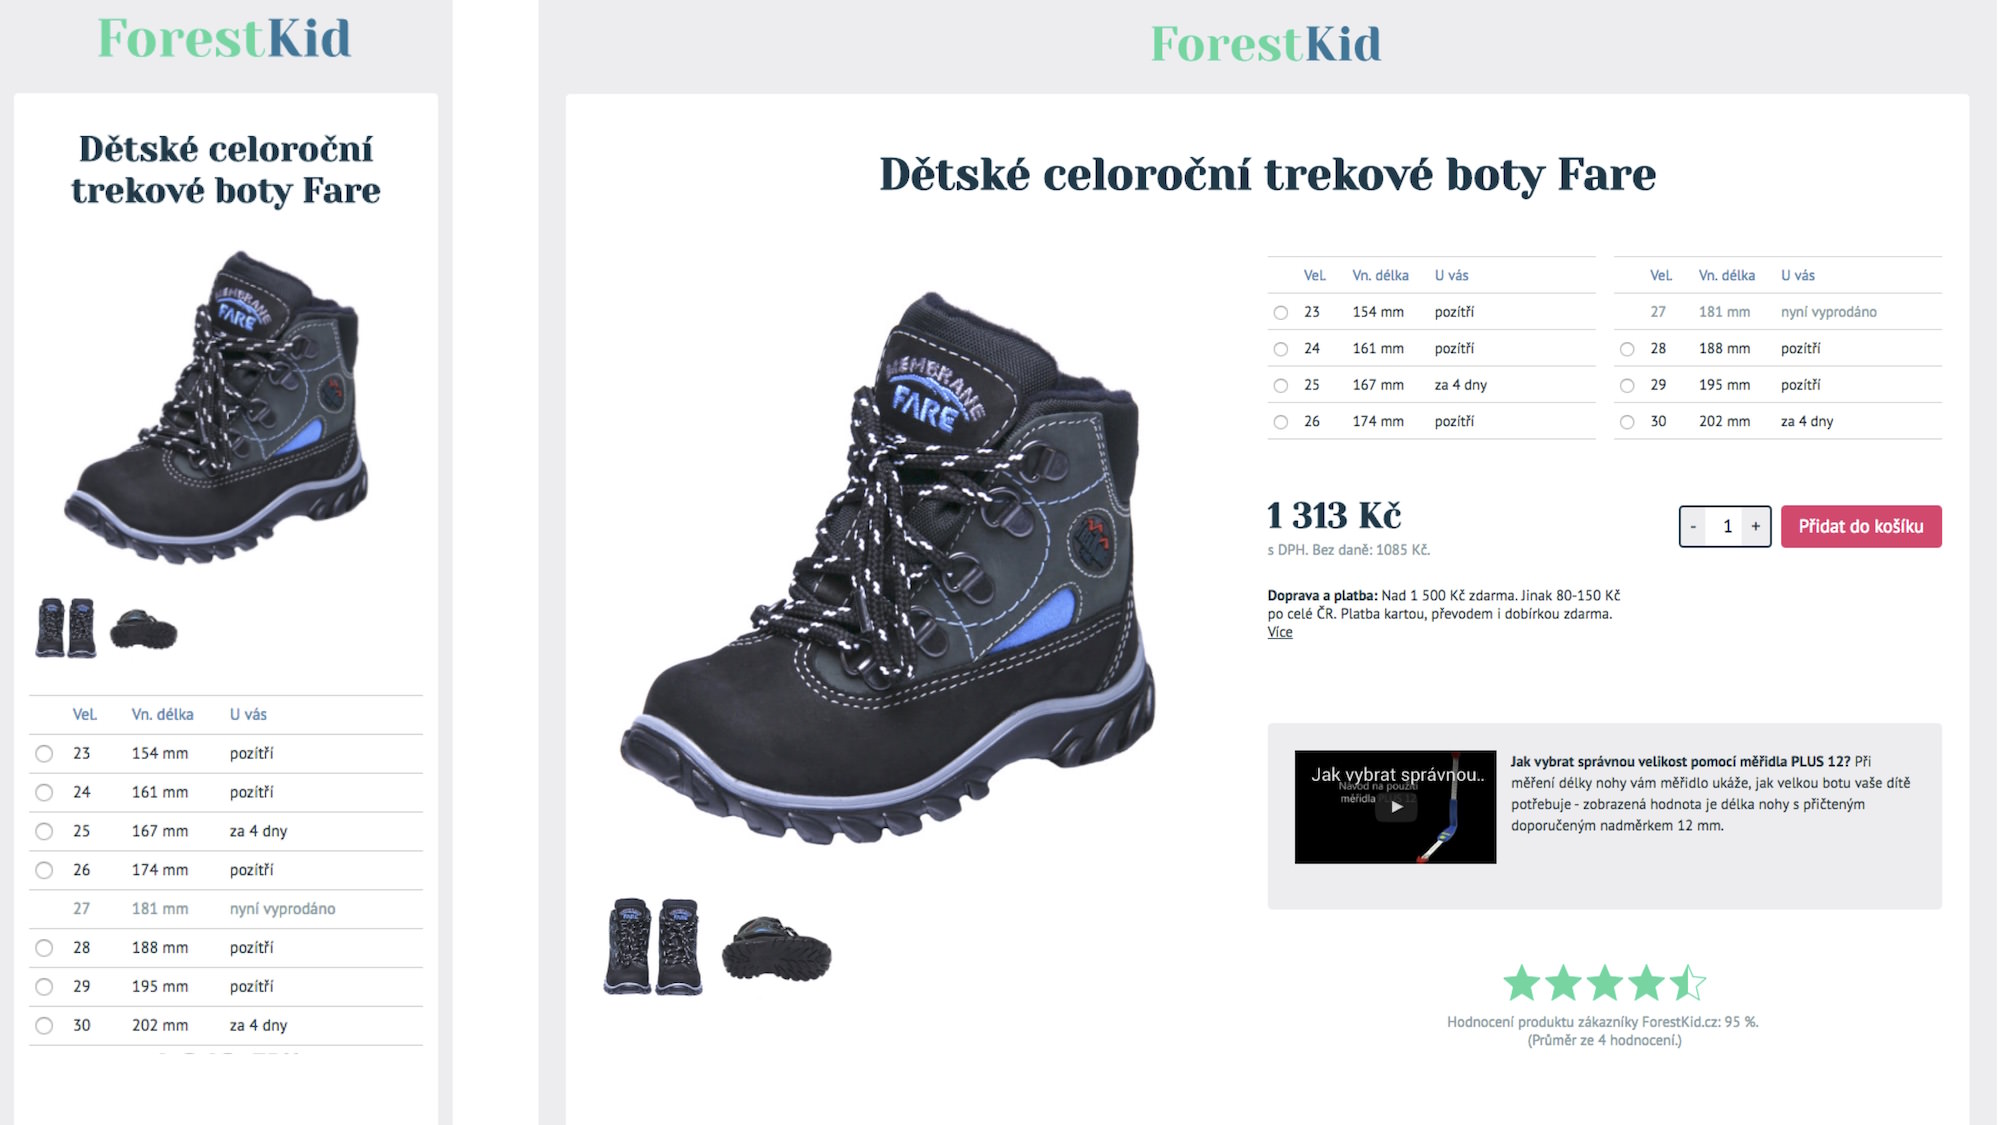 ForestKid
Dětské celoroční
trekové boty Fare
MEMBRANE
FARE
Vel. Vn. délka U vás
23 154 mm pozítří
24 161 mm pozítří
25 167 mm za 4 dny
26 174 mm pozítří
27 181 mm nyní vyprodáno
28 188 mm pozítří
29 195 mm pozítří
30 202 mm za 4 dny
ForestKid
Dětské celoroční trekové boty Fare
MEMBRANE
FARE
Vel. Vn. délka U vás
23 154 mm pozítří
24 161 mm pozítří
25 167 mm za 4 dny
26 174 mm pozítří
Vel. Vn. délka U vás
27 181 mm nyní vyprodáno
28 188 mm pozítří
29 195 mm pozítří
30 202 mm za 4 dny
1 313 Kč
s DPH. Bez daně: 1085 Kč.
- 1 +
Přidat do košíku
Doprava a platba: Nad 1 500 Kč zdarma. Jinak 80-150 Kč
po celé ČR. Platba kartou, převodem i dobírkou zdarma.
Více
Jak vybrat správnou..
Návod na použití
měřidla PLUS 12
Jak vybrat správnou velikost pomocí měřidla PLUS 12? Při
měření délky nohy vám měřidlo ukáže, jak velkou botu vaše dítě
potřebuje - zobrazená hodnota je délka nohy s přičteným
doporučeným nadměrkem 12 mm.
Hodnocení produktu zákazníky ForestKid.cz: 95 %.
(Průměr ze 4 hodnocení.)